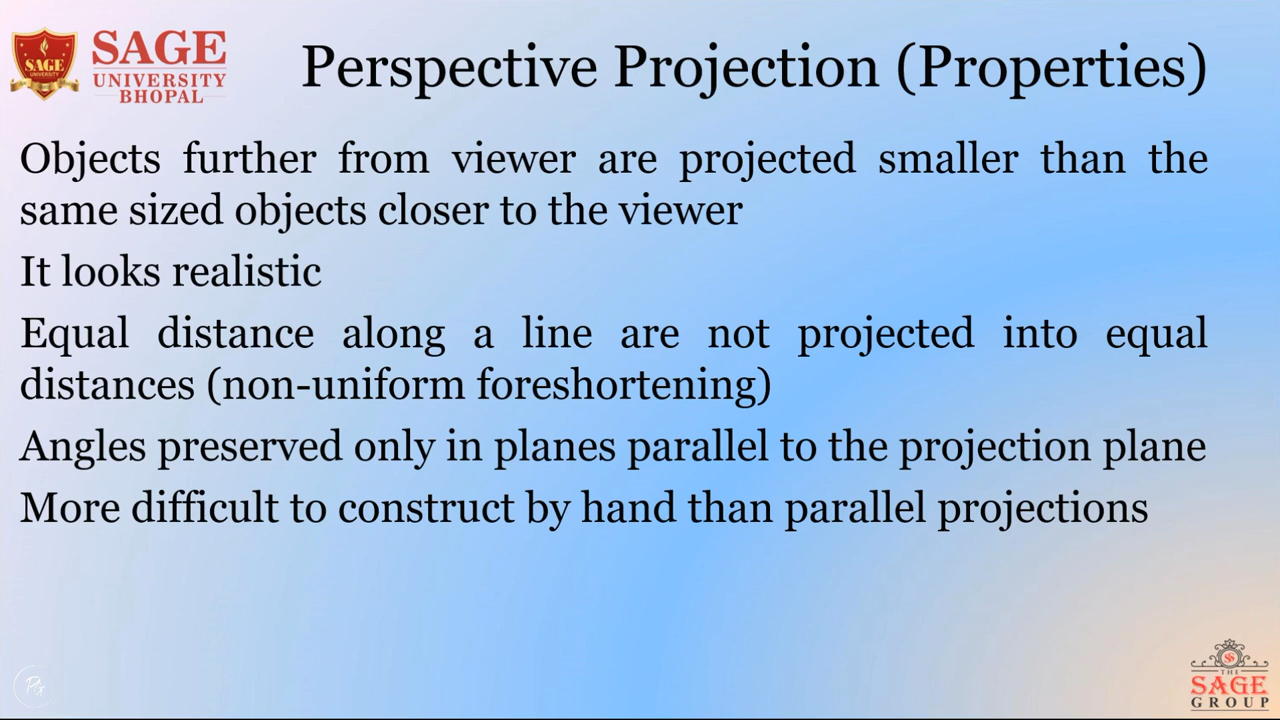 SAGE
UNIVERSITY
SAGE
UNIVERSITY
BHOPAL
Perspective Projection (Properties)
Objects further from viewer are projected smaller than the
same sized objects closer to the viewer
It looks realistic
Equal distance along a line are not projected into equal
distances (non-uniform foreshortening)
Angles preserved only in planes parallel to the projection plane
More difficult to construct by hand than parallel projections
THE
SAGE
GROUP